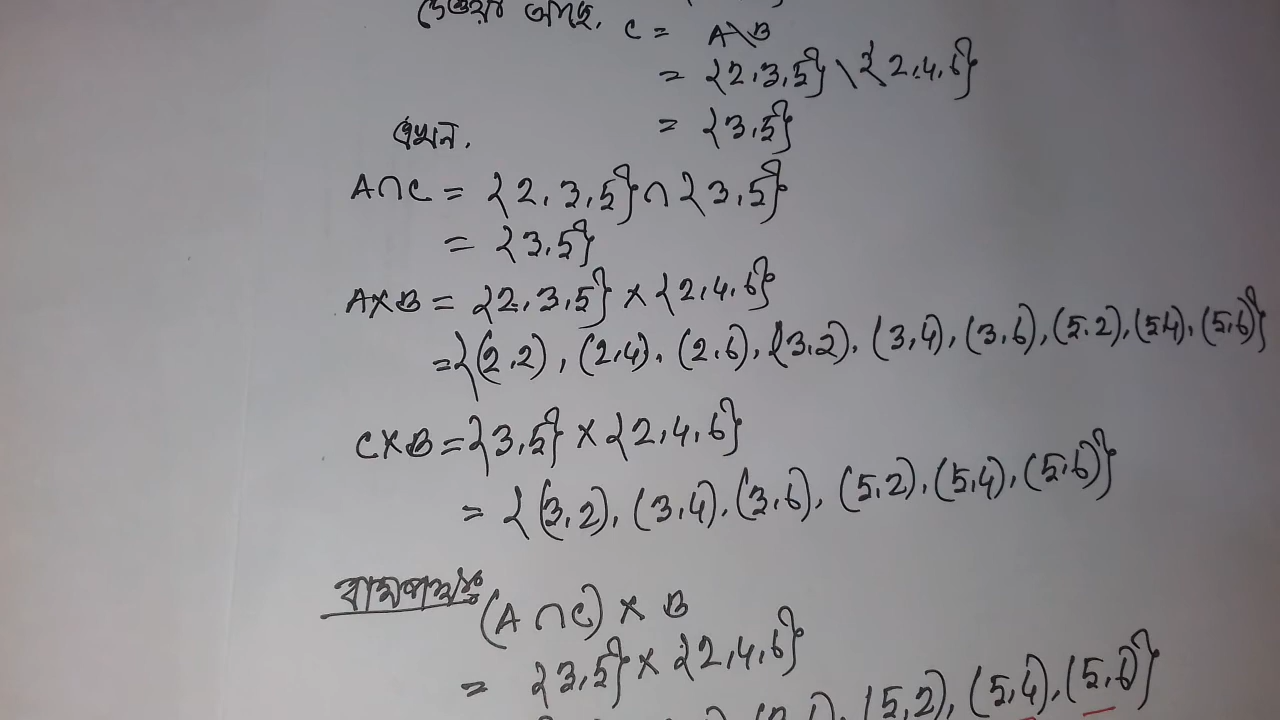 দেওয়া আছে, C = A\B
= {2,3,5} \ {2,4,6}
= {3,5}
এখন,
A∩C = {2,3,5} ∩ {3,5}
= {3,5}
A×B = {2,3,5} × {2,4,6}
= {(2,2), (2,4), (2,6), (3,2), (3,4), (3,6), (5,2), (5,4), (5,6)}
C×B = {3,5} × {2,4,6}
= {(3,2), (3,4), (3,6), (5,2), (5,4), (5,6)}
বামপক্ষঃ (A∩C) × B
= {3,5} × {2,4,6}
(5,2), (5,4), (5,6)}